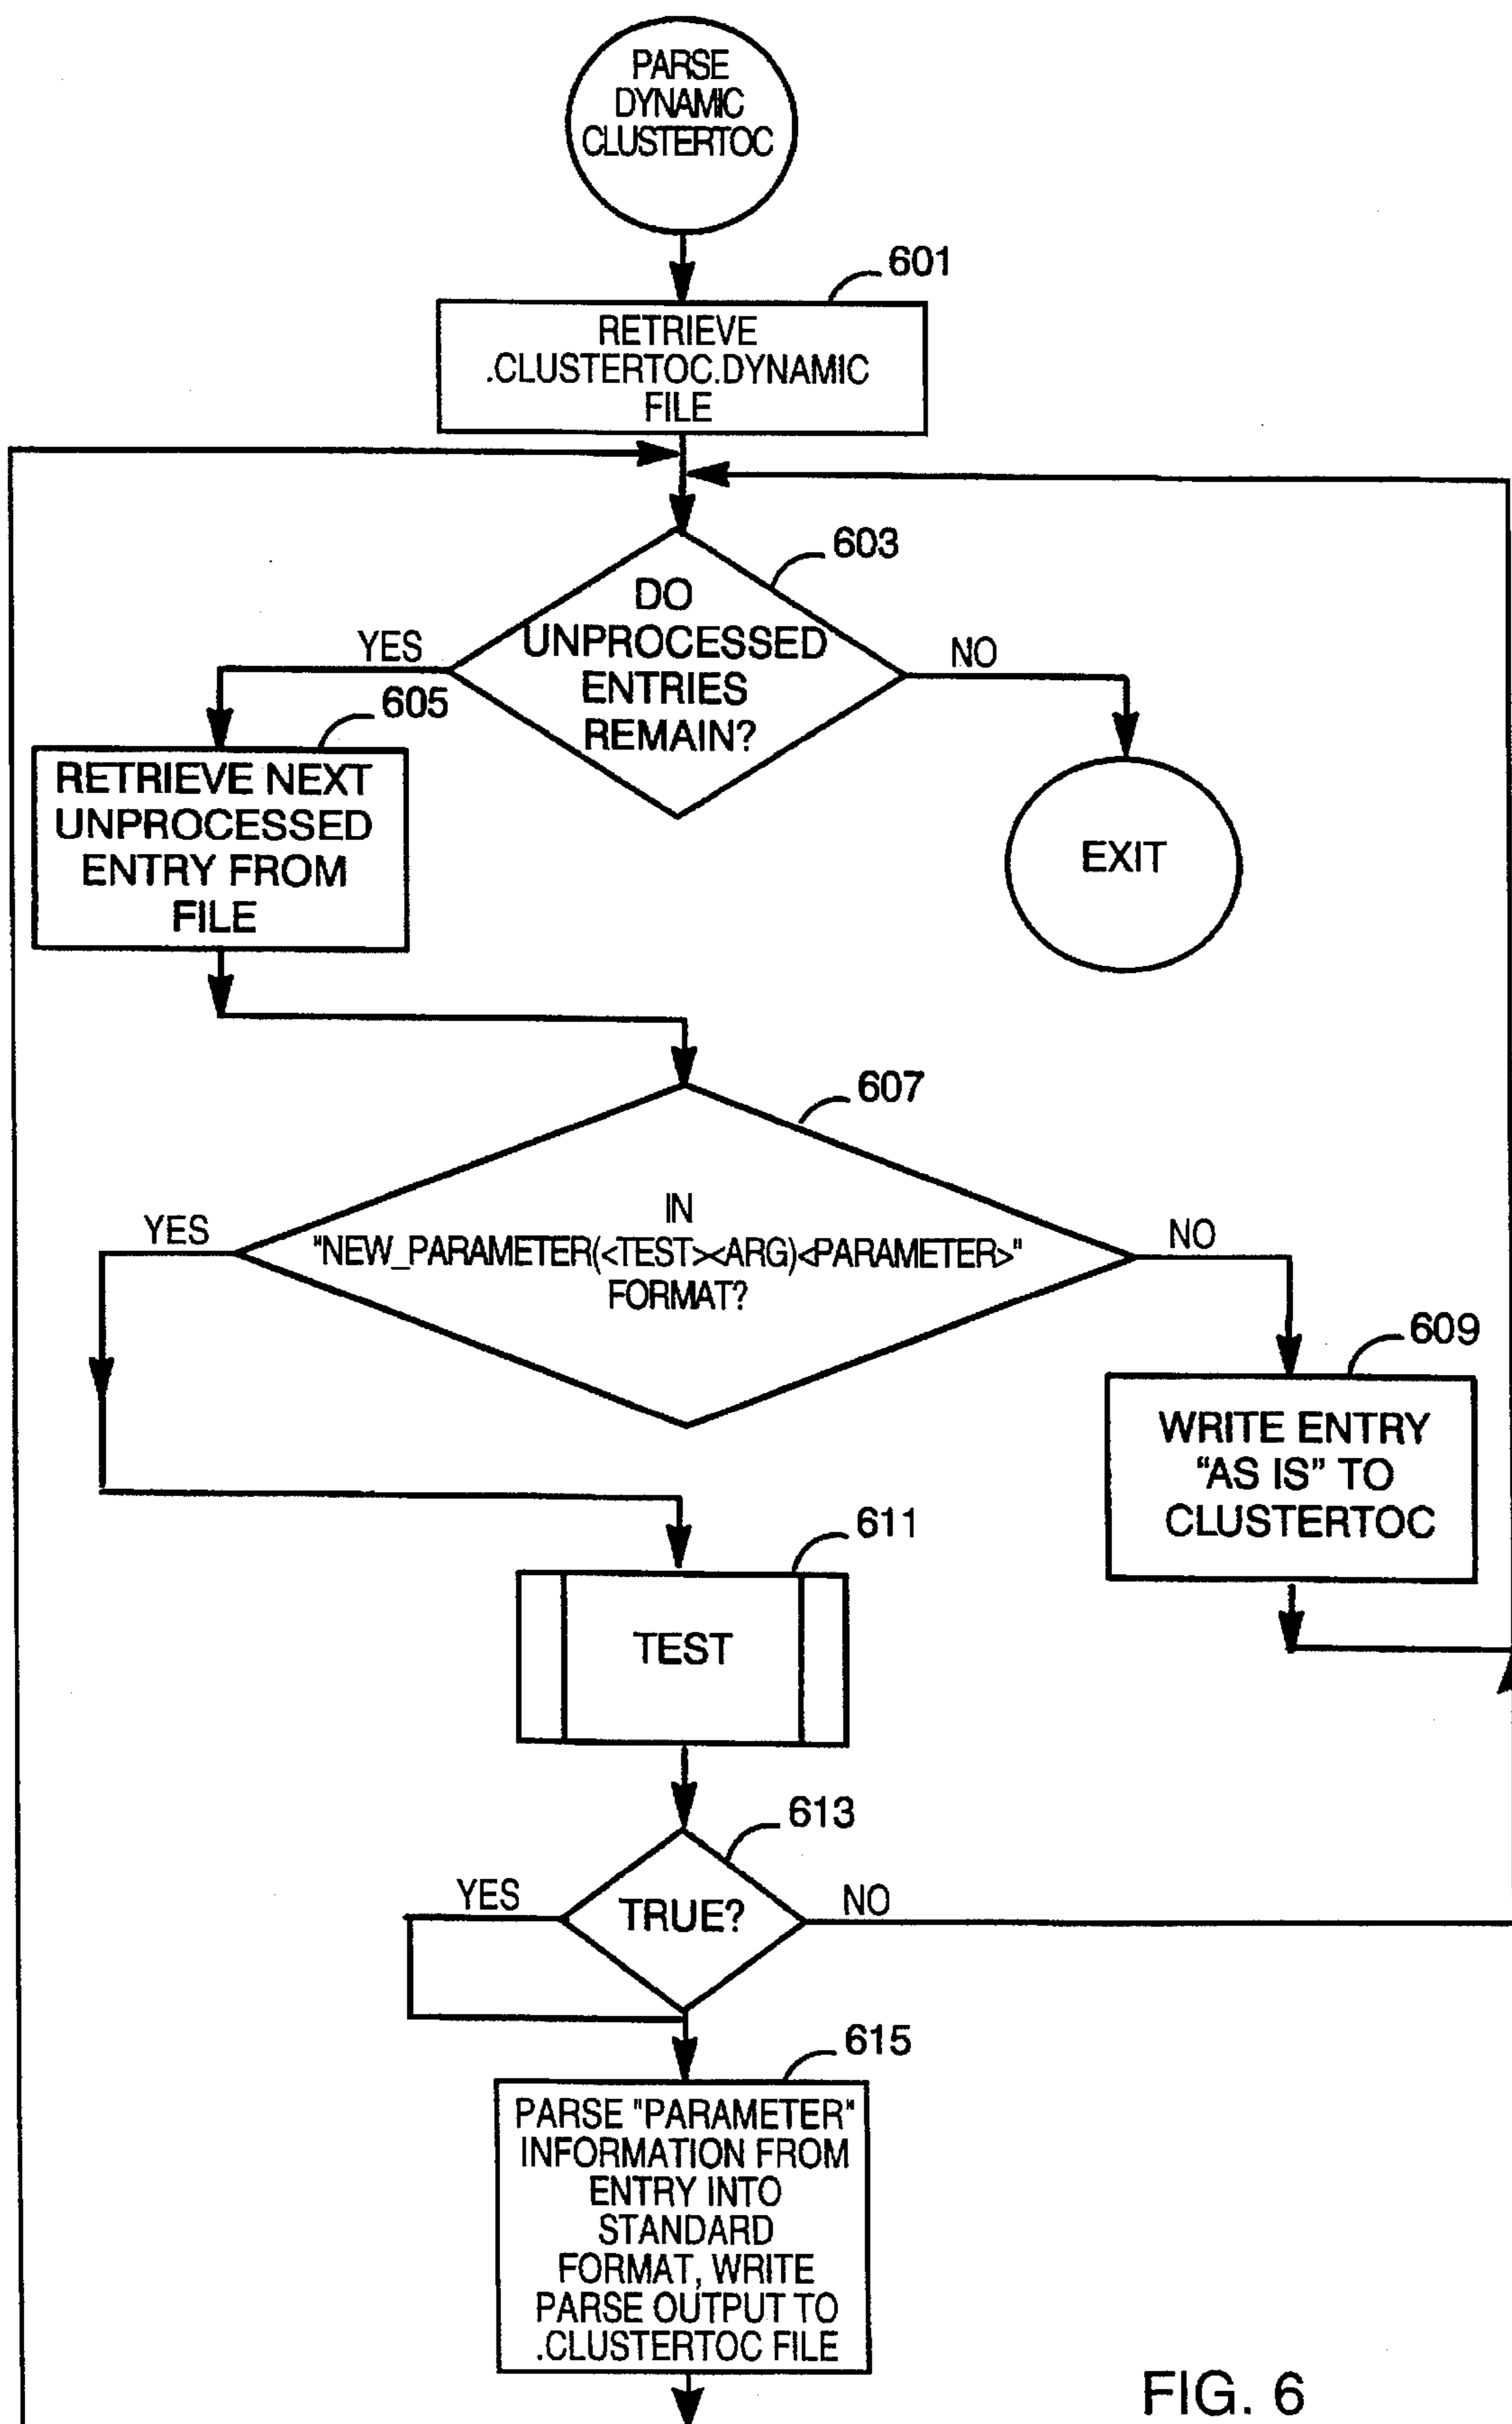 PARSE
DYNAMIC
CLUSTERTOC
601
RETRIEVE
.CLUSTERTOC.DYNAMIC
FILE
603
DO
UNPROCESSED
ENTRIES
REMAIN?
YES
NO
605
RETRIEVE NEXT
UNPROCESSED
ENTRY FROM
FILE
EXIT
607
IN
"NEW_PARAMETER(<TEST><ARG)<PARAMETER>"
FORMAT?
YES
NO
609
WRITE ENTRY
“AS IS” TO
CLUSTERTOC
611
TEST
613
TRUE?
YES
NO
615
PARSE "PARAMETER"
INFORMATION FROM
ENTRY INTO
STANDARD
FORMAT, WRITE
PARSE OUTPUT TO
.CLUSTERTOC FILE
FIG. 6